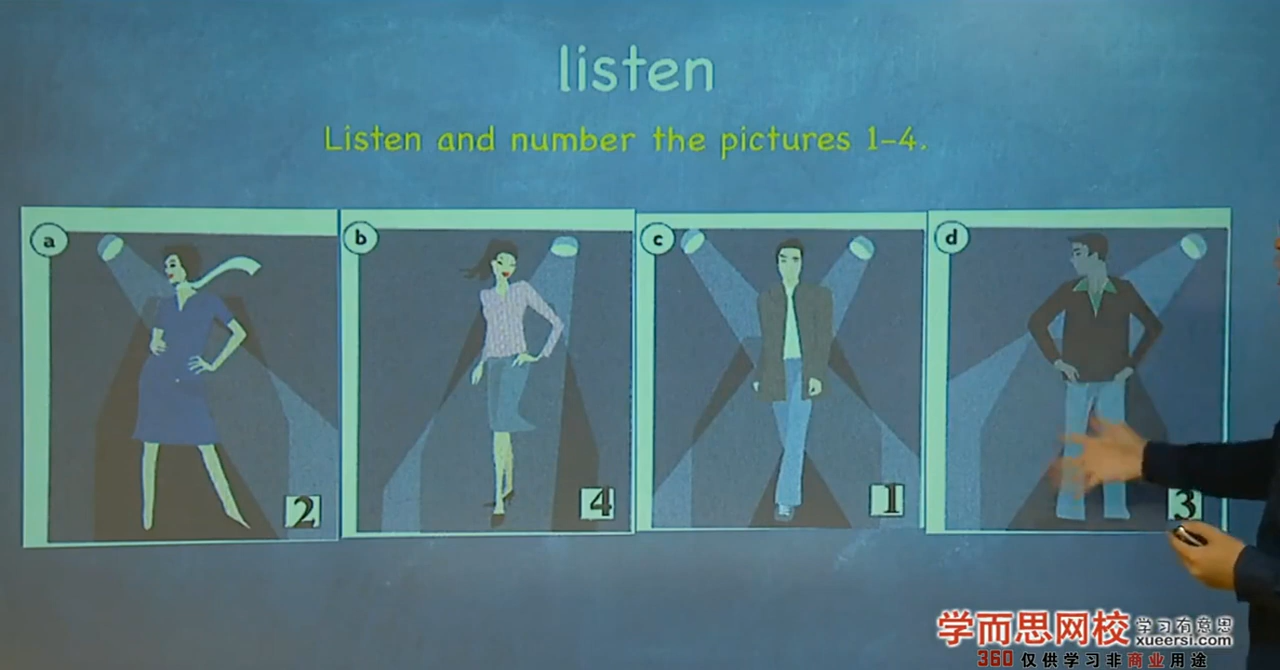 listen
Listen and number the pictures 1–4.
a
b
c
d
2
4
1
3
学而思网校 学习有意思
xueersi.com
360 仅供学习非商业用途